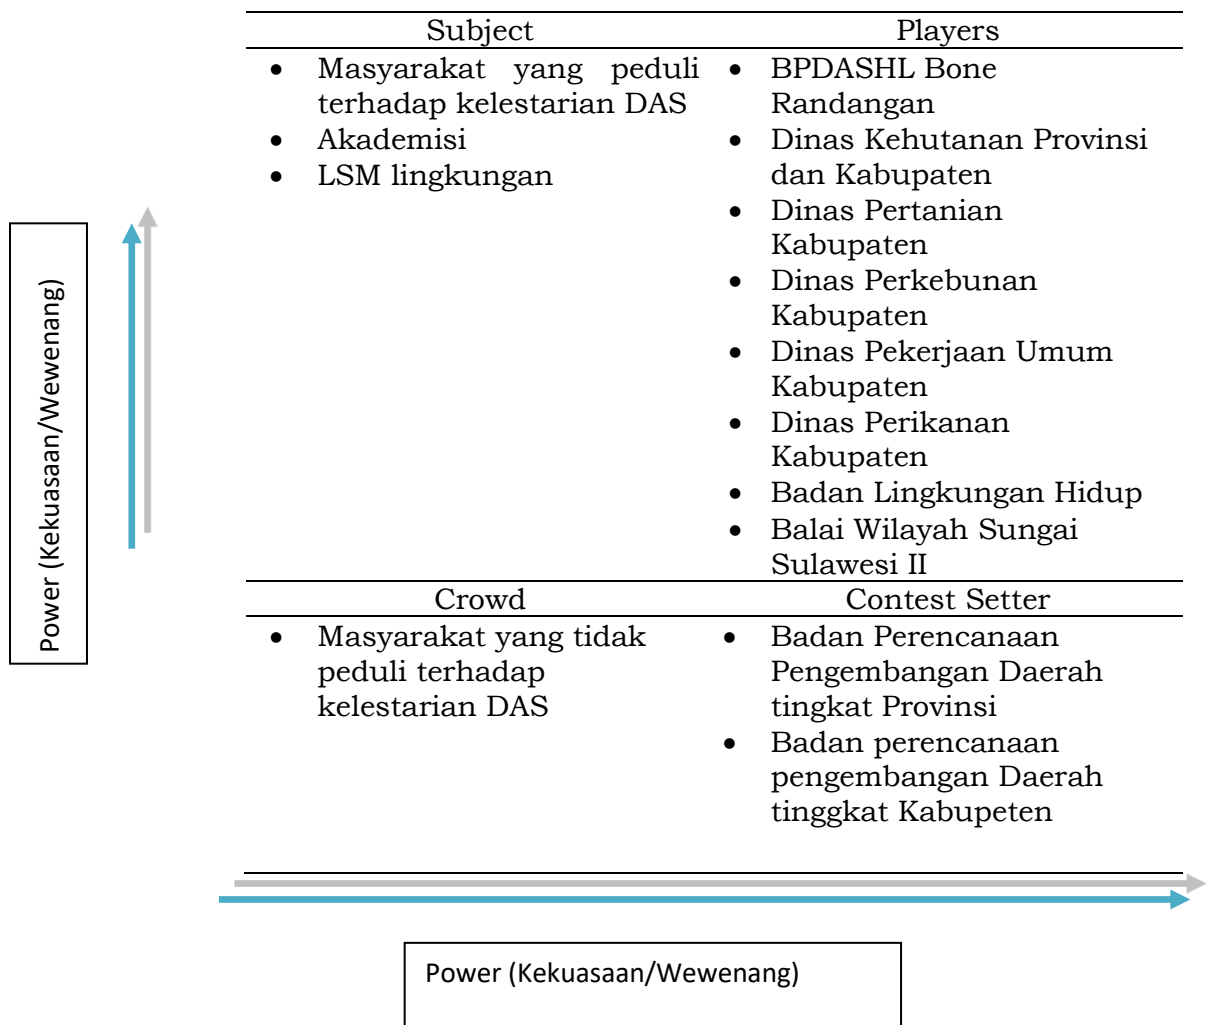 Subject
Players
• Masyarakat yang peduli
terhadap kelestarian DAS
• Akademisi
• LSM lingkungan
• BPDASHL Bone
Randangan
• Dinas Kehutanan Provinsi
dan Kabupaten
• Dinas Pertanian
Kabupaten
• Dinas Perkebunan
Kabupaten
• Dinas Pekerjaan Umum
Kabupaten
• Dinas Perikanan
Kabupaten
• Badan Lingkungan Hidup
• Balai Wilayah Sungai
Sulawesi II
Power (Kekuasaan/Wewenang)
Crowd
Contest Setter
• Masyarakat yang tidak
peduli terhadap
kelestarian DAS
• Badan Perencanaan
Pengembangan Daerah
tingkat Provinsi
• Badan perencanaan
pengembangan Daerah
tinggkat Kabupeten
Power (Kekuasaan/Wewenang)